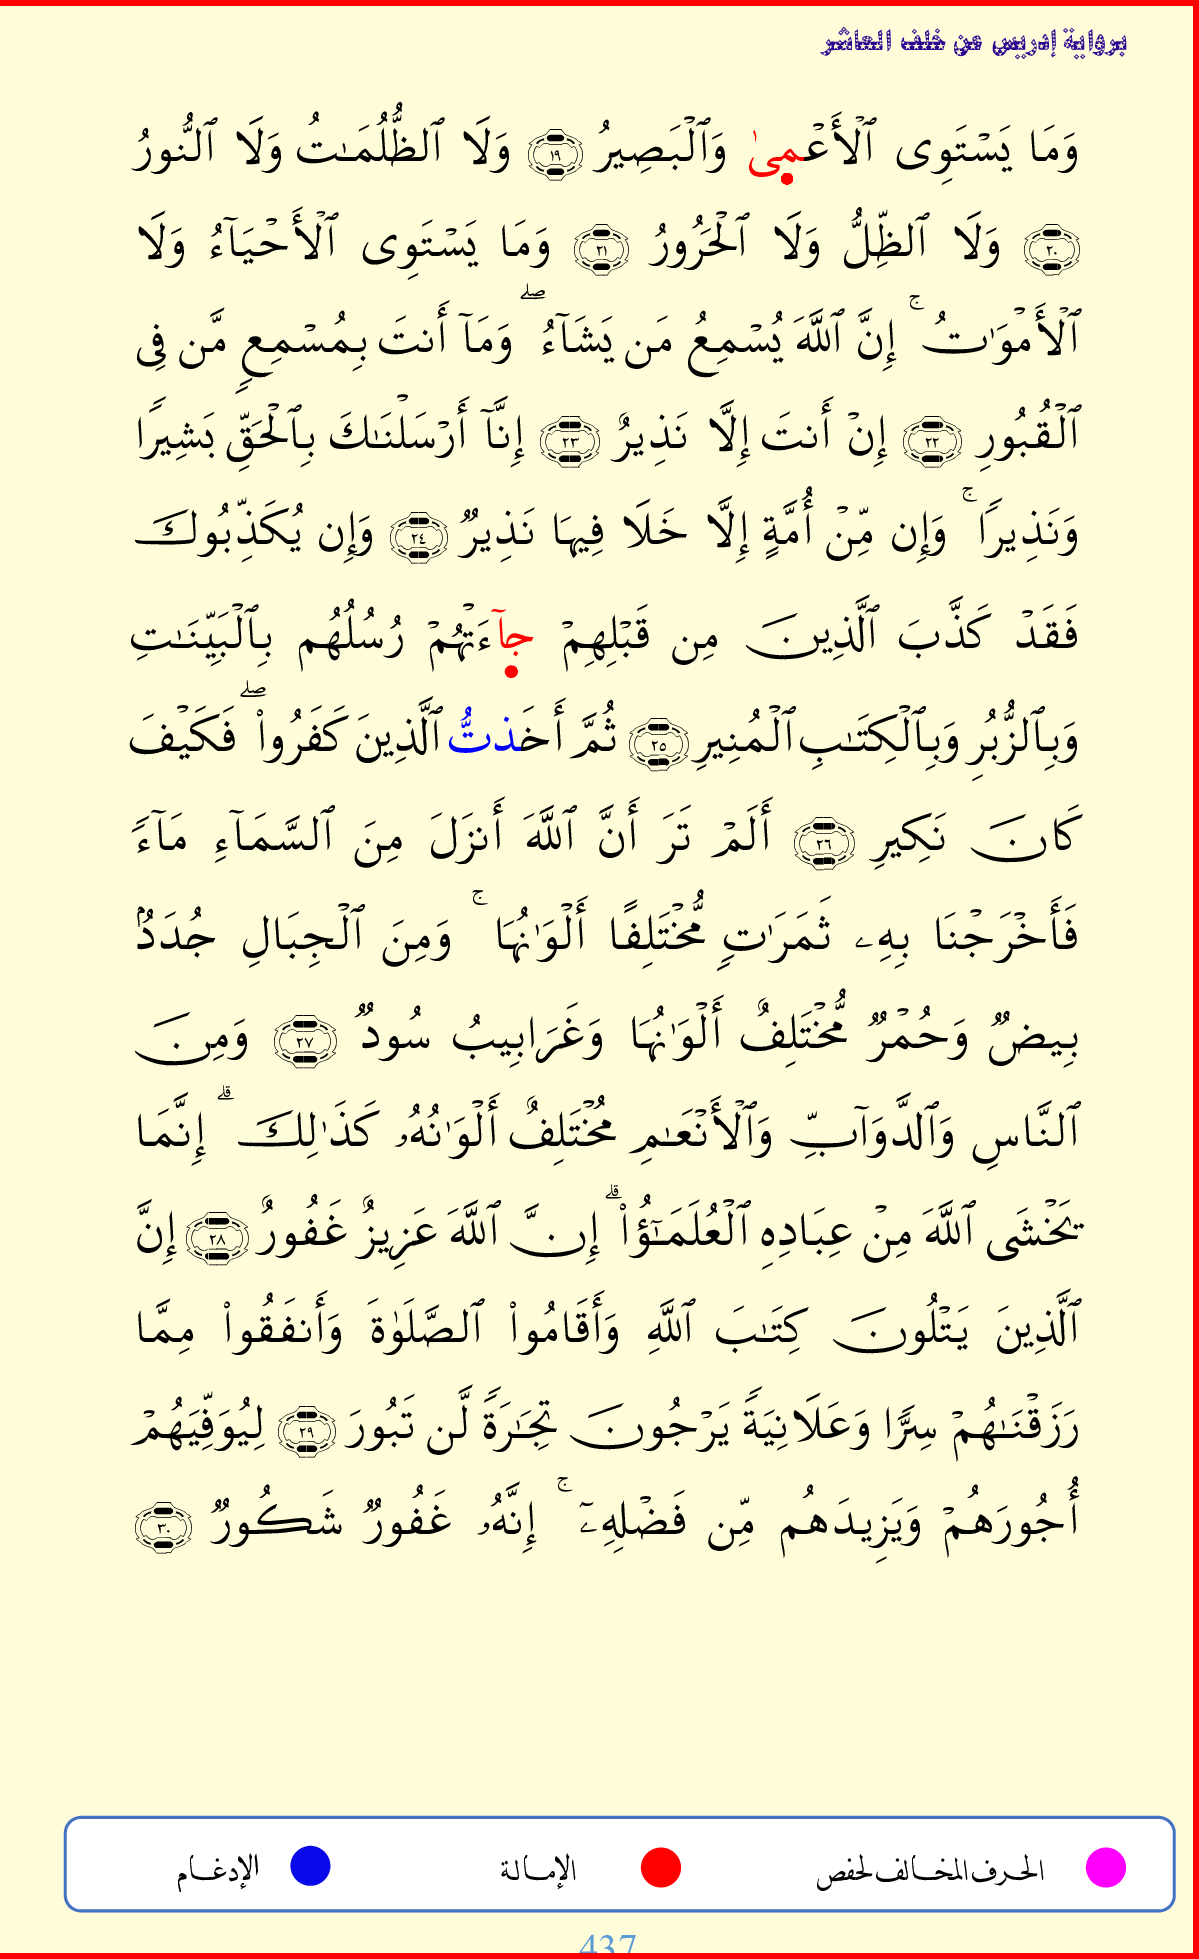 برواية إدريس عن خلف العاشر
وَمَا يَسۡتَوِي ٱلۡأَعۡمىٰ وَٱلۡبَصِيرُ ١٩ وَلَا ٱلظُّلُمَٰتُ وَلَا ٱلنُّورُ
٢٠ وَلَا ٱلظِّلُّ وَلَا ٱلۡحَرُورُ ٢١ وَمَا يَسۡتَوِي ٱلۡأَحۡيَآءُ وَلَا
ٱلۡأَمۡوَٰتُۚ إِنَّ ٱللَّهَ يُسۡمِعُ مَن يَشَآءُۖ وَمَآ أَنتَ بِمُسۡمِعٖ مَّن فِي
ٱلۡقُبُورِ ٢٢ إِنۡ أَنتَ إِلَّا نَذِيرٌ ٢٣ إِنَّآ أَرۡسَلۡنَٰكَ بِٱلۡحَقِّ بَشِيرٗا
وَنَذِيرٗاۚ وَإِن مِّنۡ أُمَّةٍ إِلَّا خَلَا فِيهَا نَذِيرٞ ٢٤ وَإِن يُكَذِّبُوكَ
فَقَدۡ كَذَّبَ ٱلَّذِينَ مِن قَبۡلِهِمۡ جآءَتۡهُمۡ رُسُلُهُم بِٱلۡبَيِّنَٰتِ
وَبِٱلزُّبُرِ وَبِٱلۡكِتَٰبِ ٱلۡمُنِيرِ ٢٥ ثُمَّ أَخَذتُّ ٱلَّذِينَ كَفَرُواْۖ فَكَيۡفَ
كَانَ نَكِيرِ ٢٦ أَلَمۡ تَرَ أَنَّ ٱللَّهَ أَنزَلَ مِنَ ٱلسَّمَآءِ مَآءٗ
فَأَخۡرَجۡنَا بِهِۦ ثَمَرَٰتٖ مُّخۡتَلِفًا أَلۡوَٰنُهَاۚ وَمِنَ ٱلۡجِبَالِ جُدَدُۢ
بِيضٞ وَحُمۡرٞ مُّخۡتَلِفٌ أَلۡوَٰنُهَا وَغَرَابِيبُ سُودٞ ٢٧ وَمِنَ
ٱلنَّاسِ وَٱلدَّوَآبِّ وَٱلۡأَنۡعَٰمِ مُخۡتَلِفٌ أَلۡوَٰنُهُۥ كَذَٰلِكَۗ إِنَّمَا
يَخۡشَى ٱللَّهَ مِنۡ عِبَادِهِ ٱلۡعُلَمَٰٓؤُاْۗ إِنَّ ٱللَّهَ عَزِيزٌ غَفُورٌ ٢٨ إِنَّ
ٱلَّذِينَ يَتۡلُونَ كِتَٰبَ ٱللَّهِ وَأَقَامُواْ ٱلصَّلَوٰةَ وَأَنفَقُواْ مِمَّا
رَزَقۡنَٰهُمۡ سِرّٗا وَعَلَانِيَةٗ يَرۡجُونَ تِجَٰرَةٗ لَّن تَبُورَ ٢٩ لِيُوَفِّيَهُمۡ
أُجُورَهُمۡ وَيَزِيدَهُم مِّن فَضۡلِهِۦٓۚ إِنَّهُۥ غَفُورٞ شَكُورٞ ٣٠
الحرف المخالف لحفص الإمالة الإدغام
437